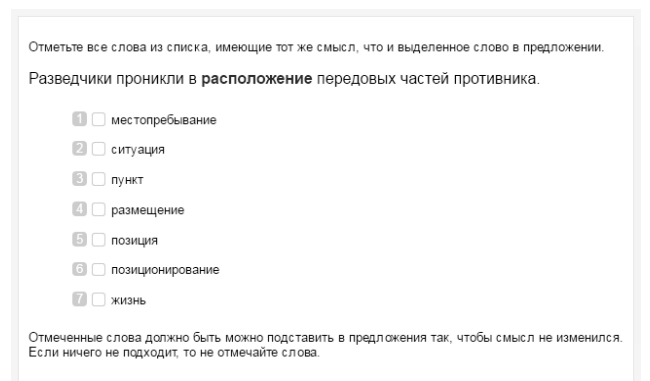 Отметьте все слова из списка, имеющие тот же смысл, что и выделенное слово в предложении.
Разведчики проникли в расположение передовых частей противника.
1 местопребывание
2 ситуация
3 пункт
4 размещение
5 позиция
6 позиционирование
7 жизнь
Отмеченные слова должно быть можно подставить в предложения так, чтобы смысл не изменился.
Если ничего не подходит, то не отмечайте слова.